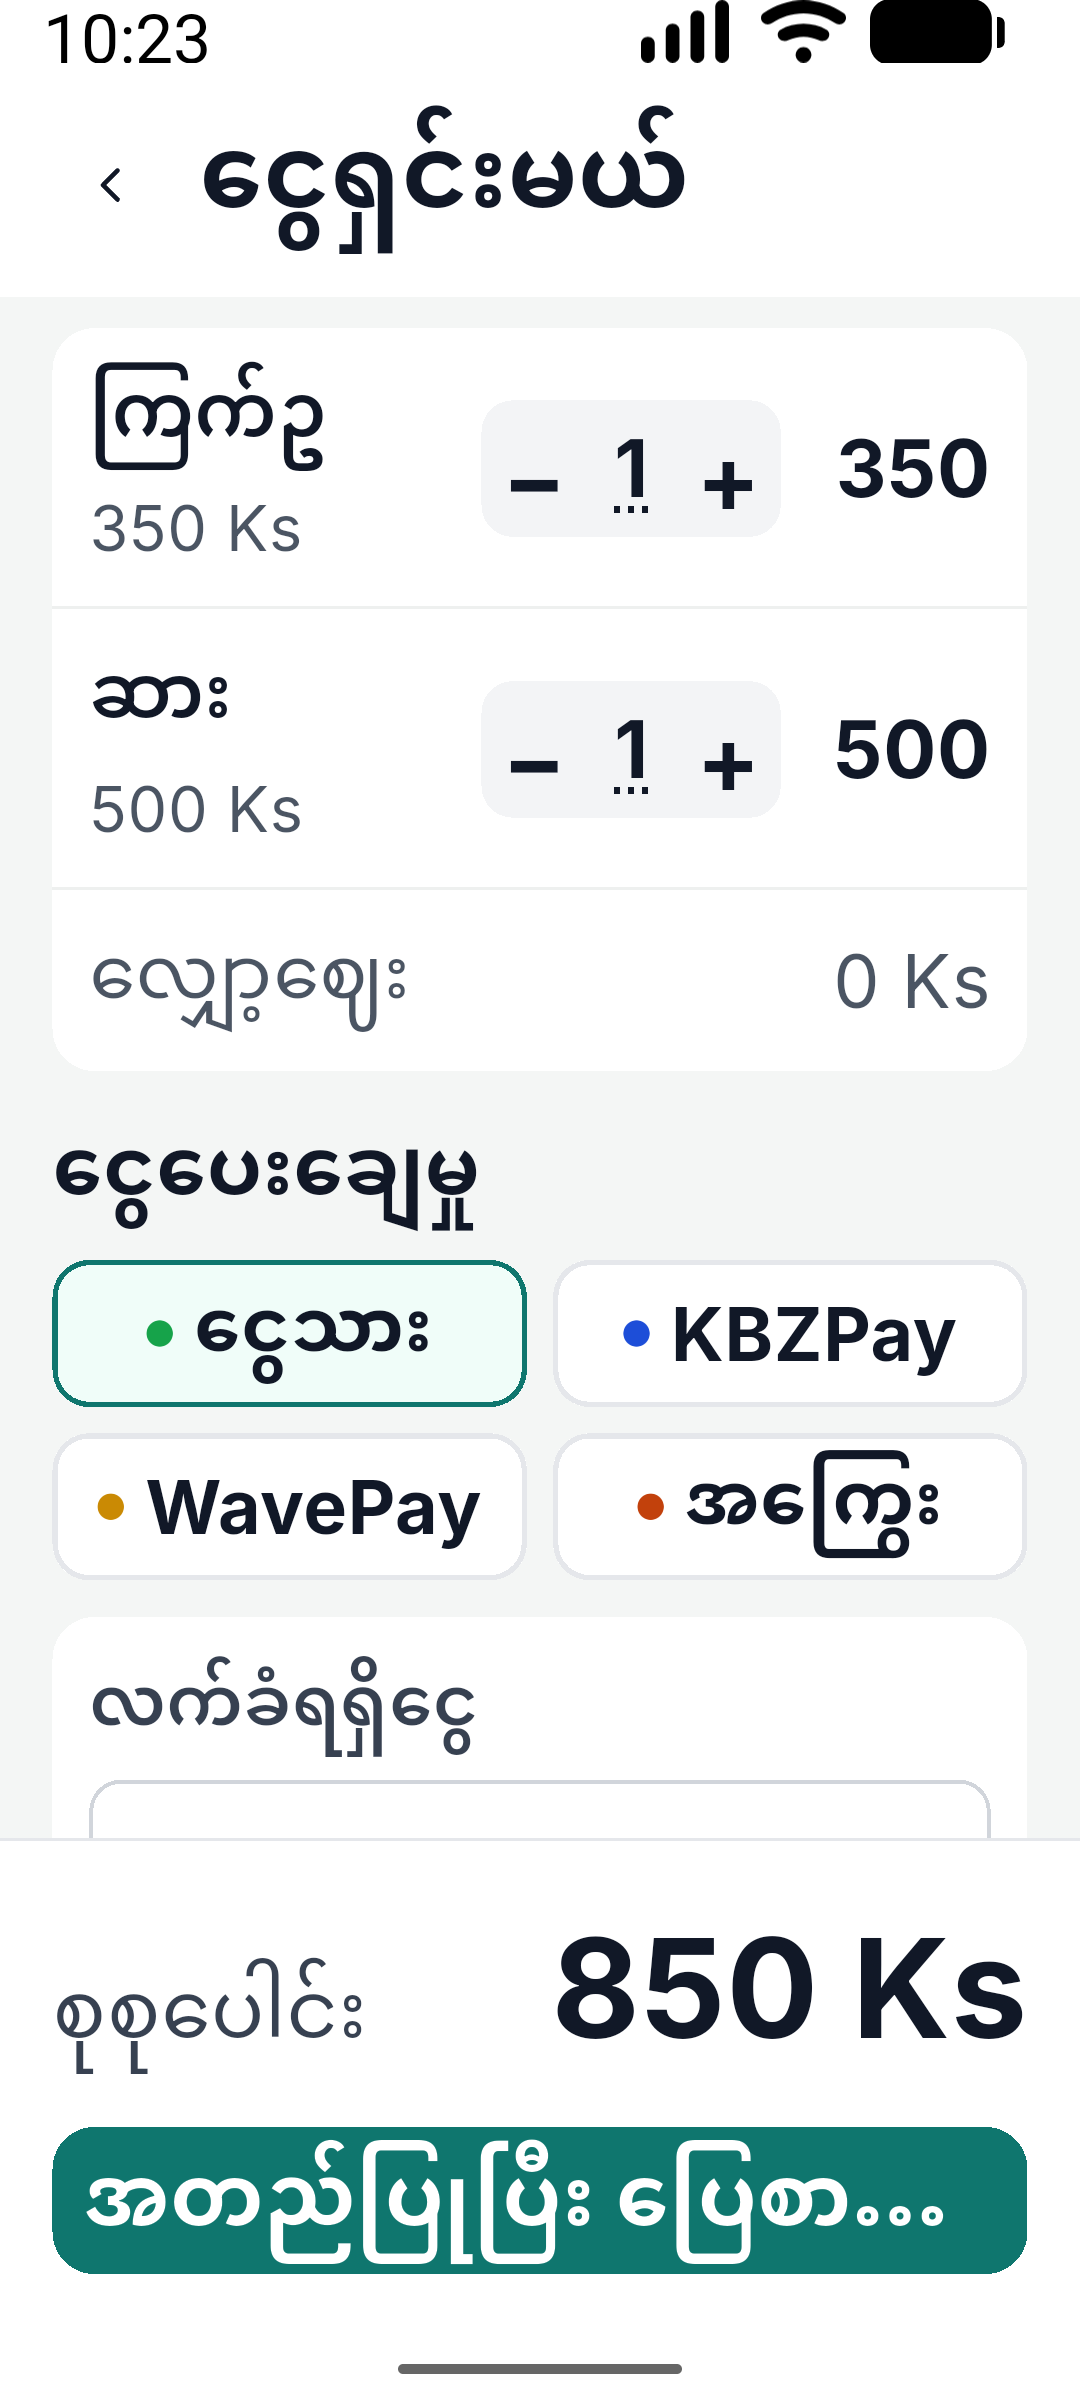 10:23
ငွေရှင်းမယ်
ကြက်ဥ
350 Ks
– 1 + 350
ဆား
500 Ks
– 1 + 500
လျှော့ဈေး 0 Ks
ငွေပေးချေမှု
ငွေသား
KBZPay
WavePay
အကြွေး
လက်ခံရရှိငွေ
စုစုပေါင်း 850 Ks
အတည်ပြုပြီး ပြေစာ...